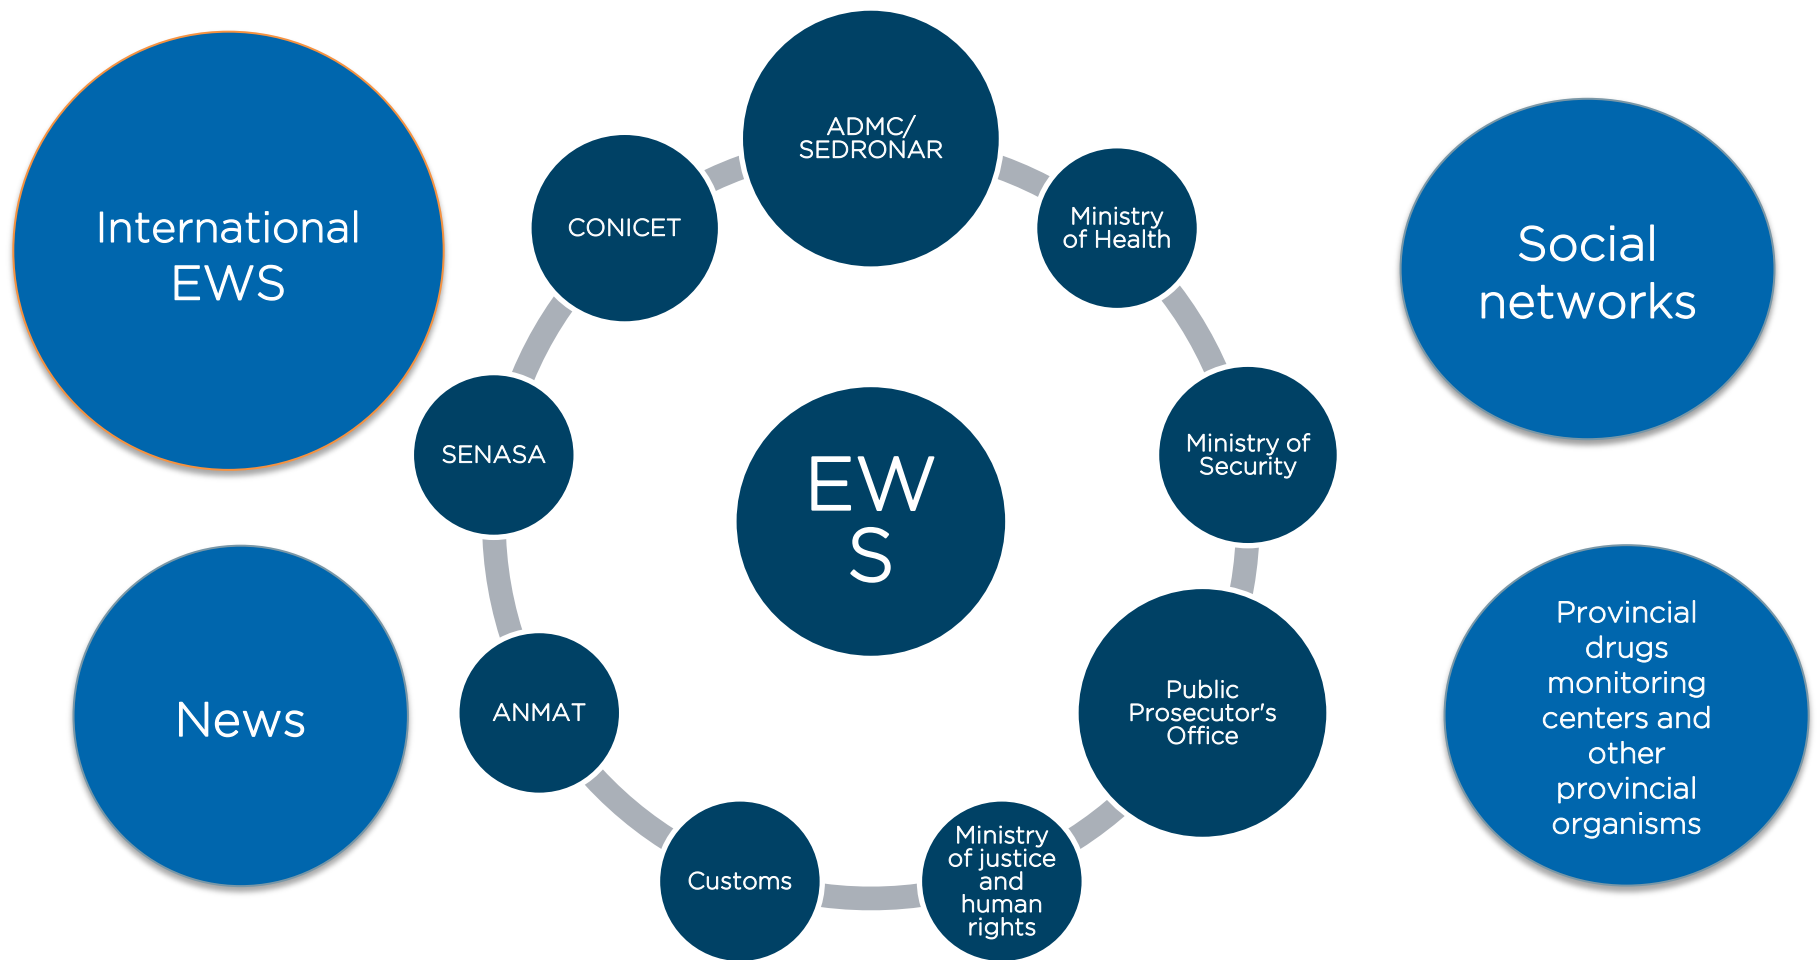 International
EWS
ADMC/
SEDRONAR
CONICET
Ministry
of Health
Social
networks
SENASA
EW
S
Ministry of
Security
News
ANMAT
Public
Prosecutor's
Office
Provincial
drugs
monitoring
centers and
other
provincial
organisms
Customs
Ministry
of justice
and
human
rights